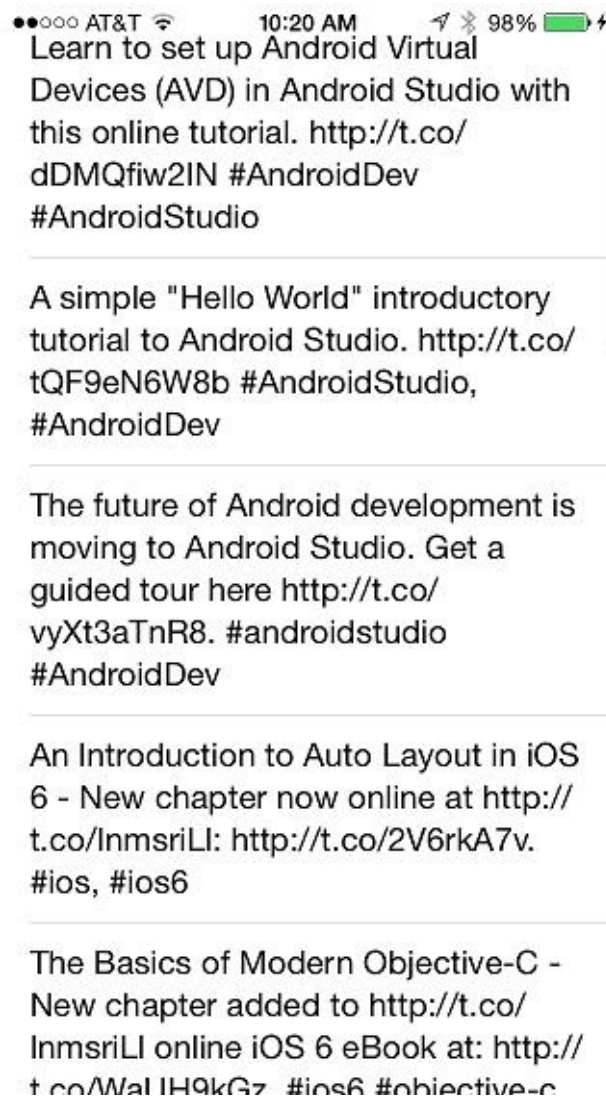 AT&T 10:20 AM 98%
Learn to set up Android Virtual
Devices (AVD) in Android Studio with
this online tutorial. http://t.co/
dDMQfiw2IN #AndroidDev
#AndroidStudio
A simple "Hello World" introductory
tutorial to Android Studio. http://t.co/
tQF9eN6W8b #AndroidStudio,
#AndroidDev
The future of Android development is
moving to Android Studio. Get a
guided tour here http://t.co/
vyXt3aTnR8. #androidstudio
#AndroidDev
An Introduction to Auto Layout in iOS
6 - New chapter now online at http://
t.co/InmsriLI: http://t.co/2V6rkA7v.
#ios, #ios6
The Basics of Modern Objective-C -
New chapter added to http://t.co/
InmsriLI online iOS 6 eBook at: http://
t.co/WaUH9kGz. #ios6 #objective-c